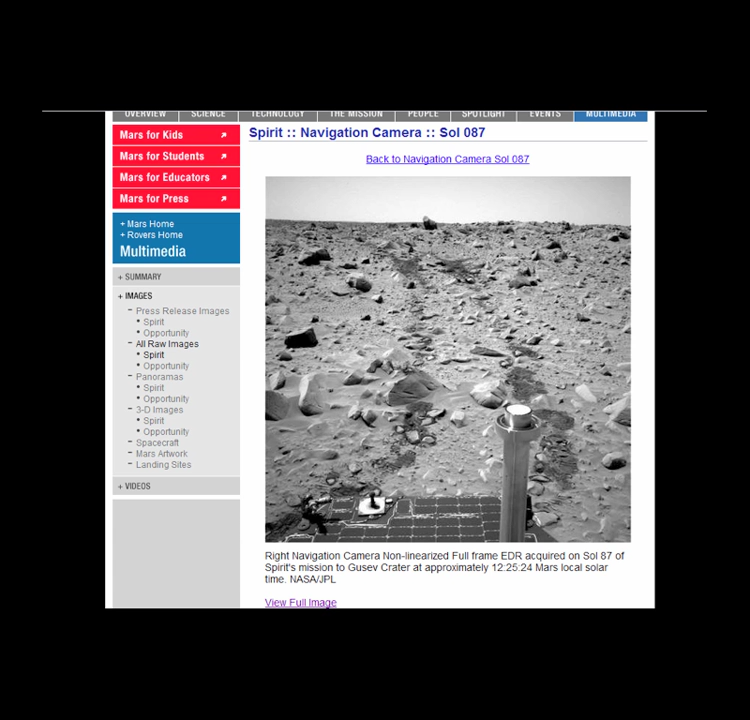 OVERVIEW SCIENCE TECHNOLOGY THE MISSION PEOPLE SPOTLIGHT EVENTS MULTIMEDIA
Mars for Kids
Mars for Students
Mars for Educators
Mars for Press
+ Mars Home
+ Rovers Home
Multimedia
+ SUMMARY
+ IMAGES
- Press Release Images
• Spirit
• Opportunity
- All Raw Images
• Spirit
• Opportunity
- Panoramas
• Spirit
• Opportunity
- 3-D Images
• Spirit
• Opportunity
- Spacecraft
- Mars Artwork
- Landing Sites
+ VIDEOS
Spirit :: Navigation Camera :: Sol 087
Back to Navigation Camera Sol 087
Right Navigation Camera Non-linearized Full frame EDR acquired on Sol 87 of
Spirit's mission to Gusev Crater at approximately 12:25:24 Mars local solar
time. NASA/JPL
View Full Image